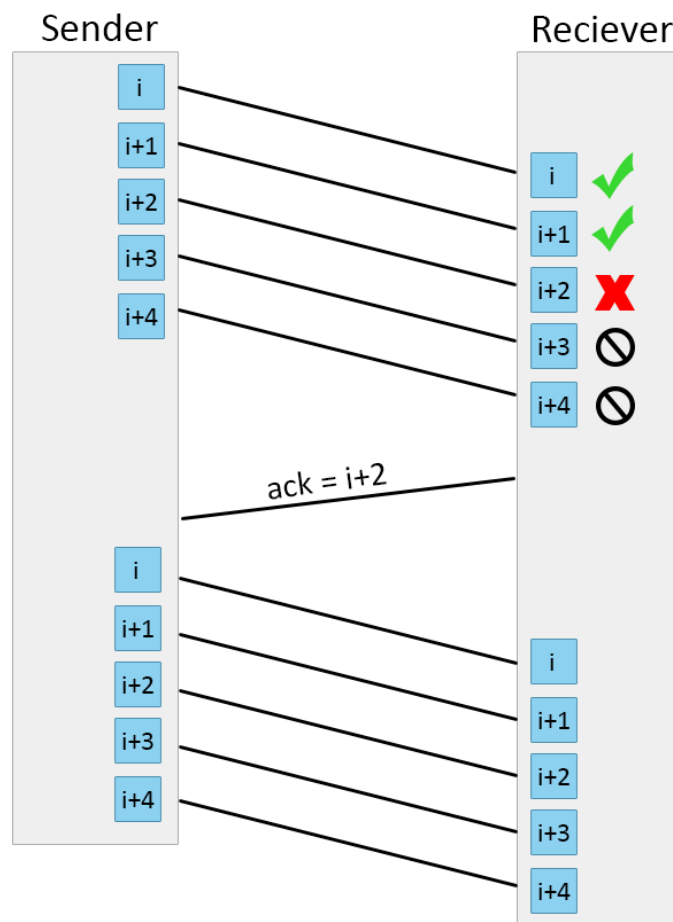 Sender
Reciever
i
i+1
i+2
i+3
i+4
i
i+1
i+2
i+3
i+4
ack = i+2
i
i+1
i+2
i+3
i+4
i
i+1
i+2
i+3
i+4